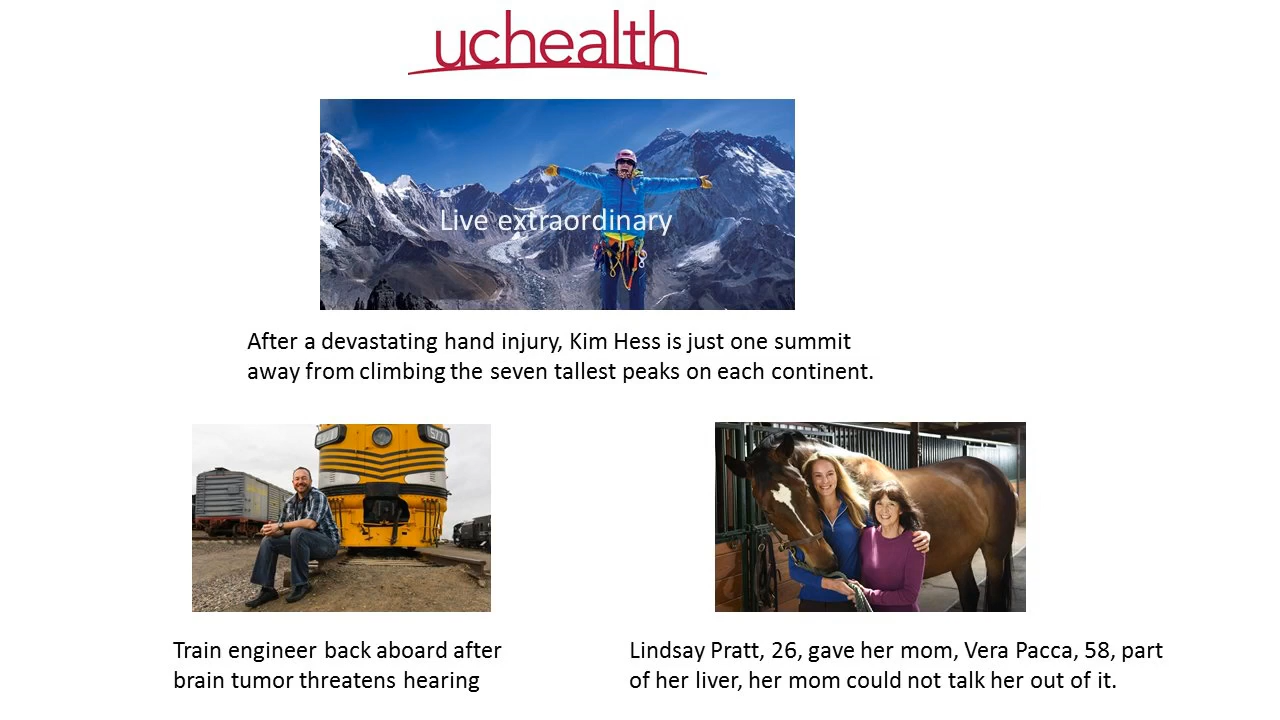 uchealth
Live extraordinary
After a devastating hand injury, Kim Hess is just one summit
away from climbing the seven tallest peaks on each continent.
Train engineer back aboard after
brain tumor threatens hearing
Lindsay Pratt, 26, gave her mom, Vera Pacca, 58, part
of her liver, her mom could not talk her out of it.